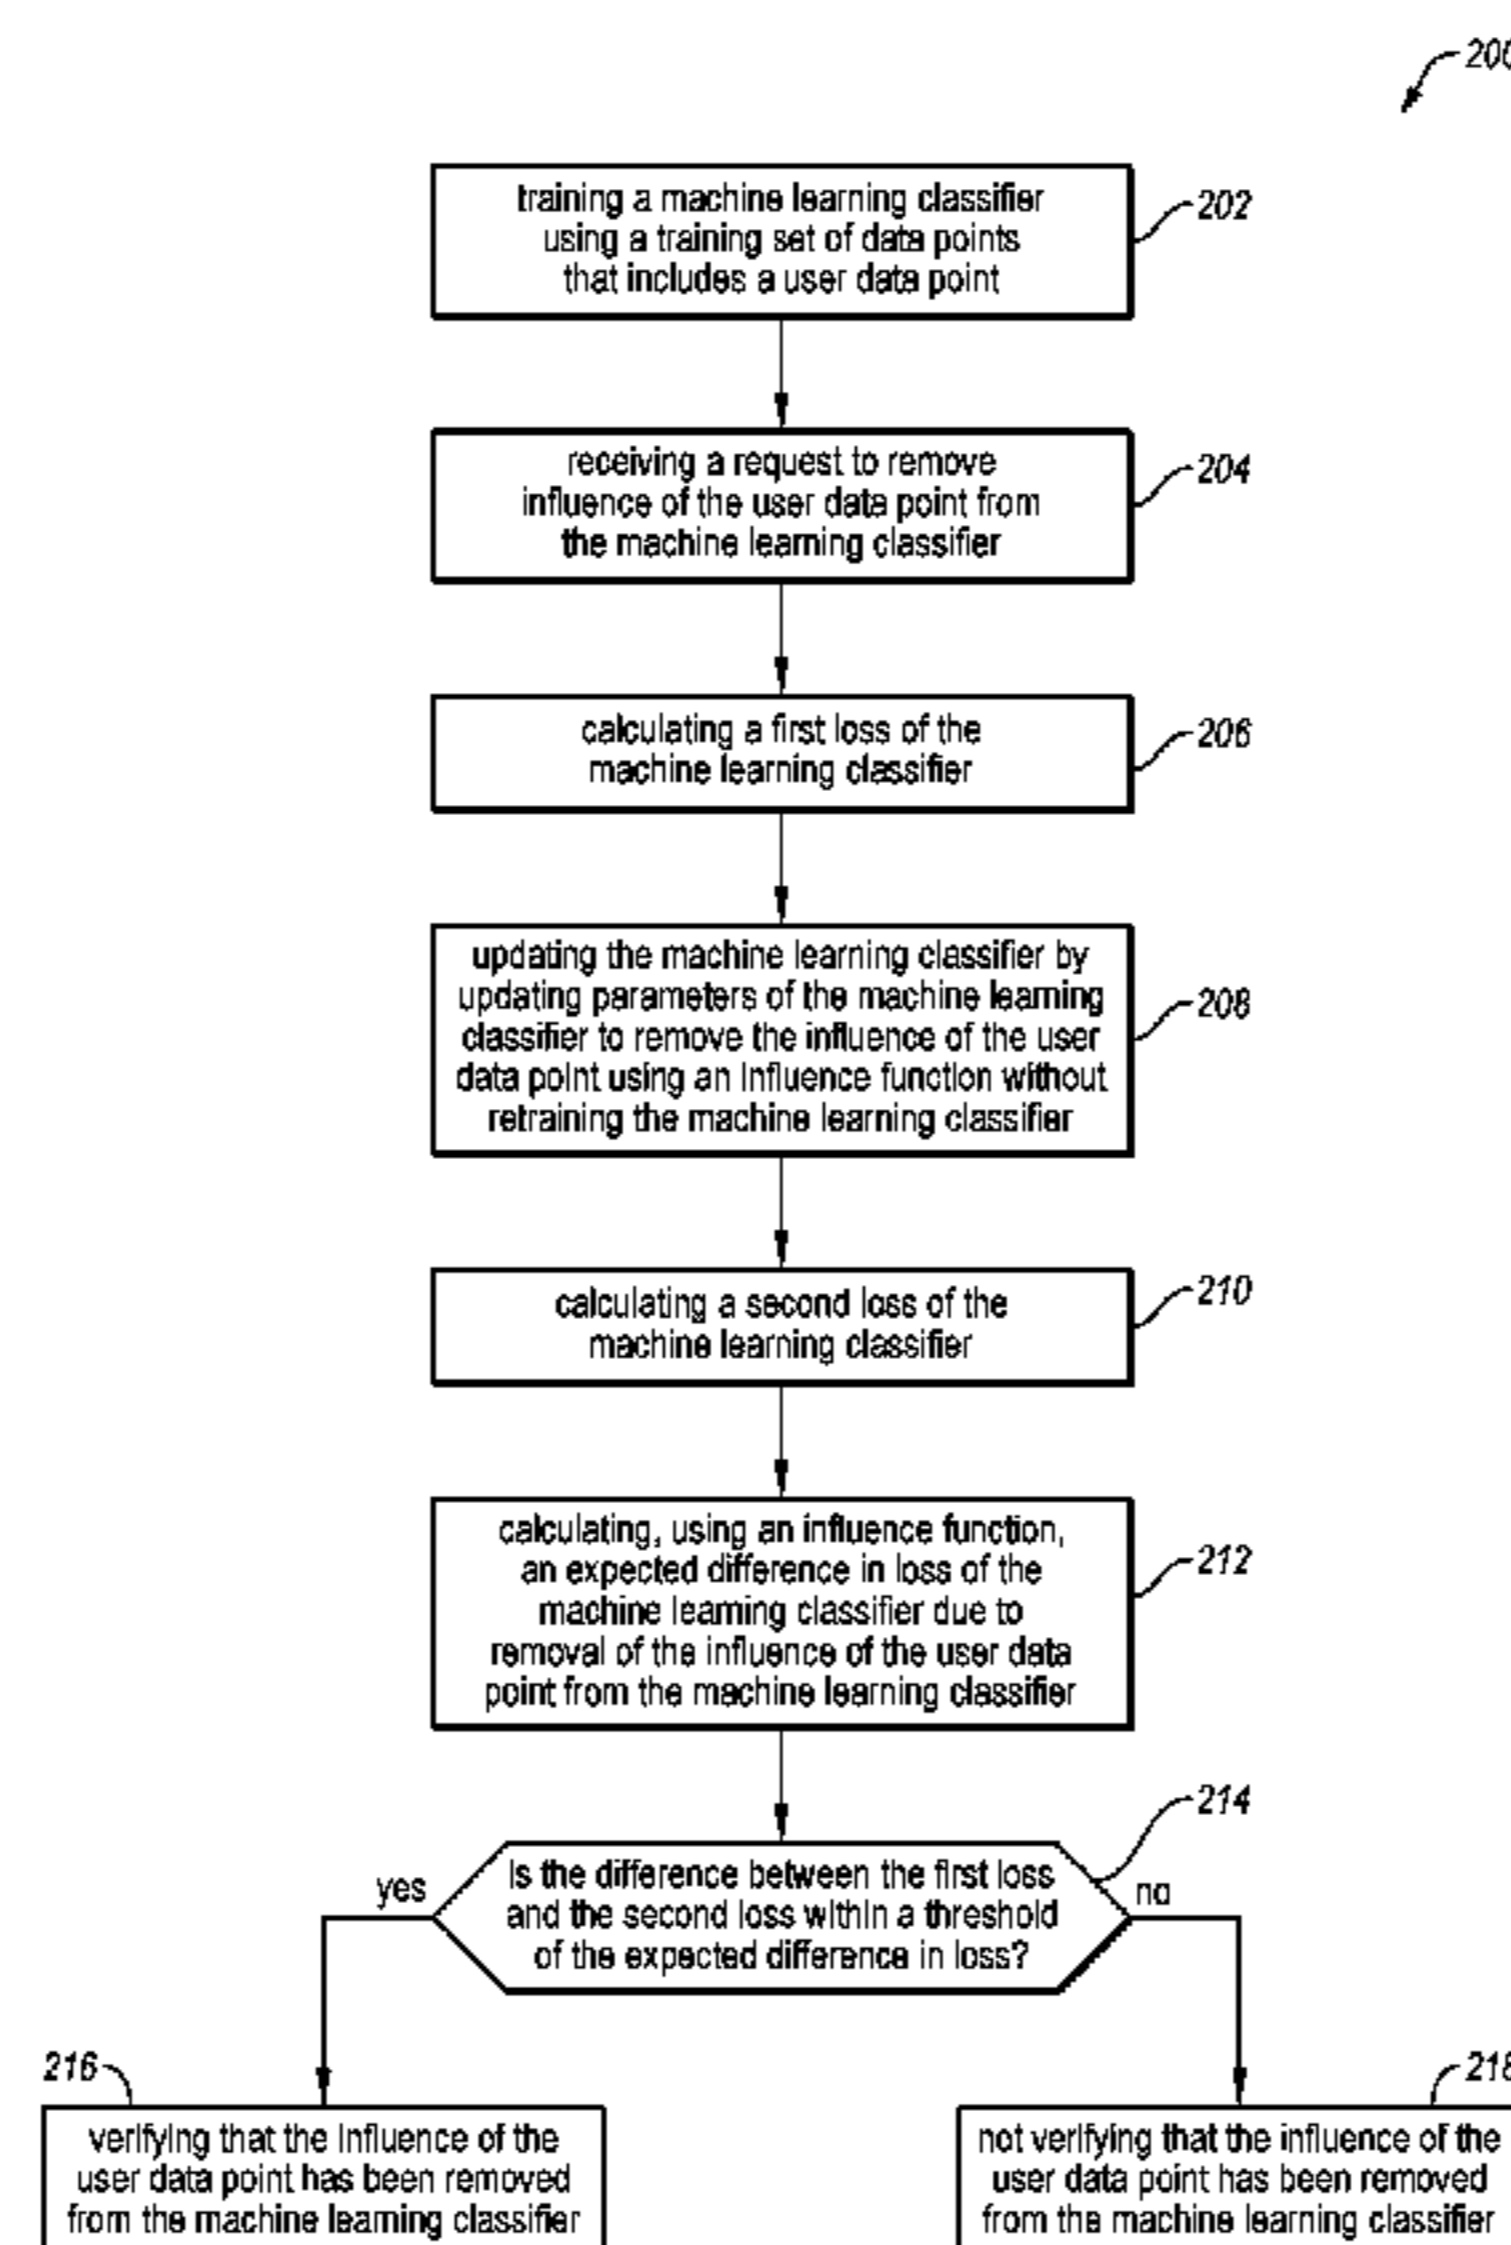 200
training a machine learning classifier
using a training set of data points
that includes a user data point
202
receiving a request to remove
influence of the user data point from
the machine learning classifier
204
calculating a first loss of the
machine learning classifier
206
updating the machine learning classifier by
updating parameters of the machine learning
classifier to remove the influence of the user
data point using an influence function without
retraining the machine learning classifier
208
calculating a second loss of the
machine learning classifier
210
calculating, using an influence function,
an expected difference in loss of the
machine learning classifier due to
removal of the influence of the user data
point from the machine learning classifier
212
214
yes
Is the difference between the first loss
and the second loss within a threshold
of the expected difference in loss?
no
216
verifying that the influence of the
user data point has been removed
from the machine learning classifier
218
not verifying that the influence of the
user data point has been removed
from the machine learning classifier